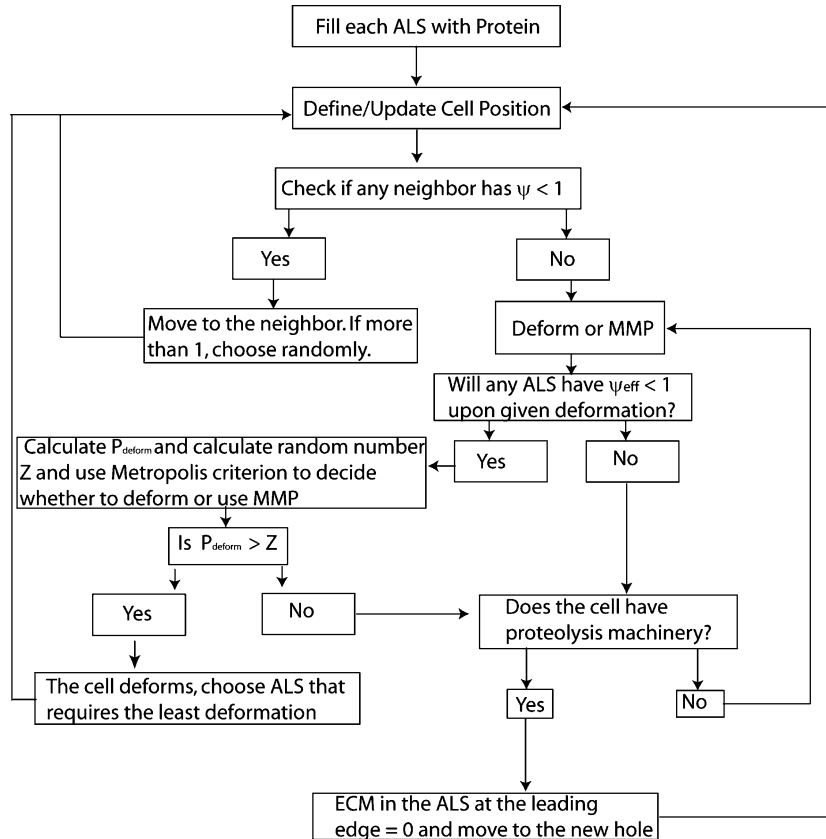 Fill each ALS with Protein
Define/Update Cell Position
Check if any neighbor has ψ < 1
Yes
No
Move to the neighbor. If more
than 1, choose randomly.
Deform or MMP
Will any ALS have ψeff < 1
upon given deformation?
Calculate Pdeform and calculate random number
Z and use Metropolis criterion to decide
whether to deform or use MMP
Yes
No
Is Pdeform > Z
Yes
No
Does the cell have
proteolysis machinery?
The cell deforms, choose ALS that
requires the least deformation
Yes
No
ECM in the ALS at the leading
edge = 0 and move to the new hole